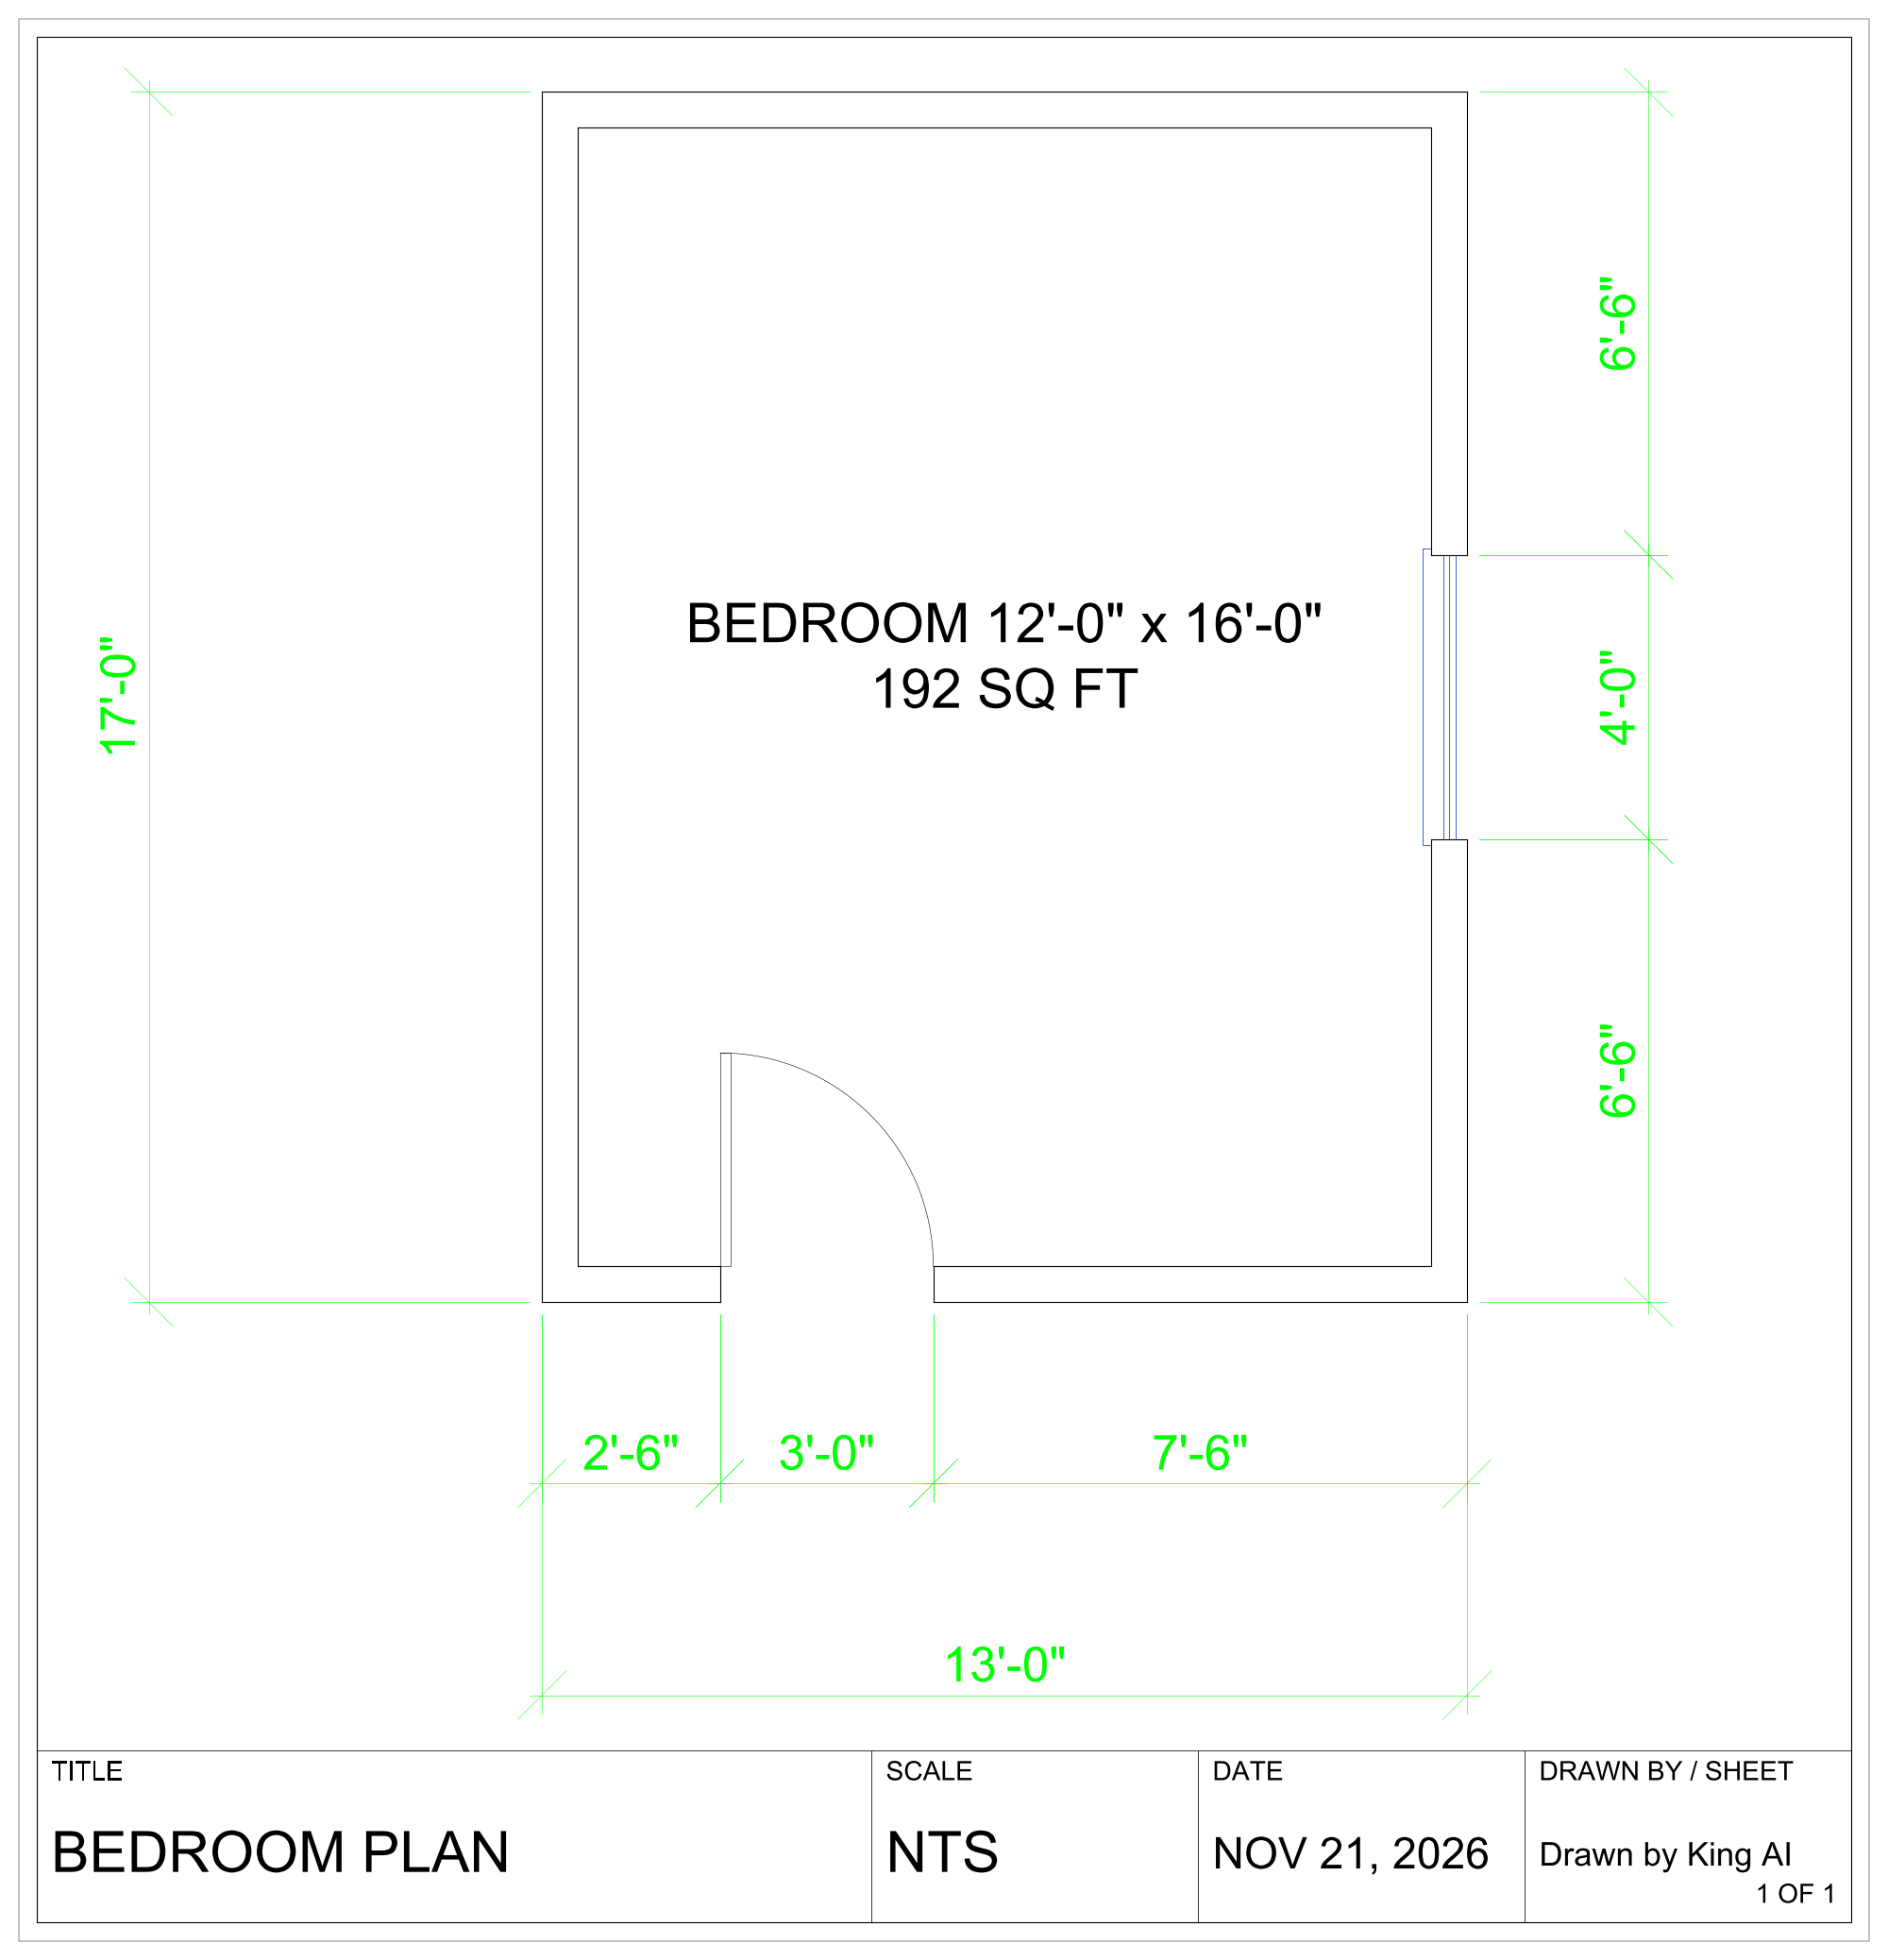 6'-6"
BEDROOM 12'-0" x 16'-0"
192 SQ FT
17'-0"
4'-0"
6'-6"
2'-6"
3'-0"
7'-6"
13'-0"
TITLE
BEDROOM PLAN
SCALE
NTS
DATE
NOV 21, 2026
DRAWN BY / SHEET
Drawn by King AI
1 OF 1